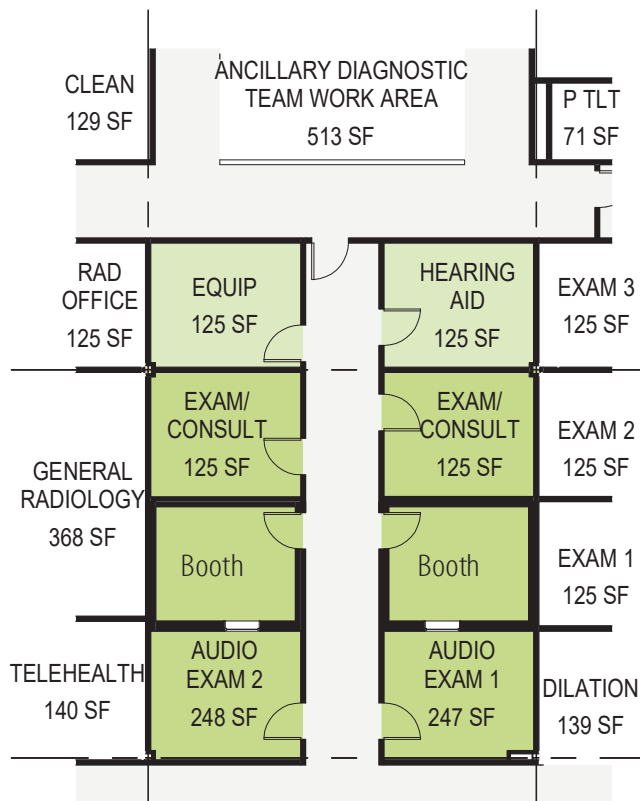 CLEAN
129 SF
ANCILLARY DIAGNOSTIC
TEAM WORK AREA
513 SF
P TLT
71 SF
RAD
OFFICE
125 SF
EQUIP
125 SF
HEARING
AID
125 SF
EXAM 3
125 SF
GENERAL
RADIOLOGY
368 SF
EXAM/
CONSULT
125 SF
EXAM/
CONSULT
125 SF
EXAM 2
125 SF
Booth
Booth
EXAM 1
125 SF
TELEHEALTH
140 SF
AUDIO
EXAM 2
248 SF
AUDIO
EXAM 1
247 SF
DILATION
139 SF